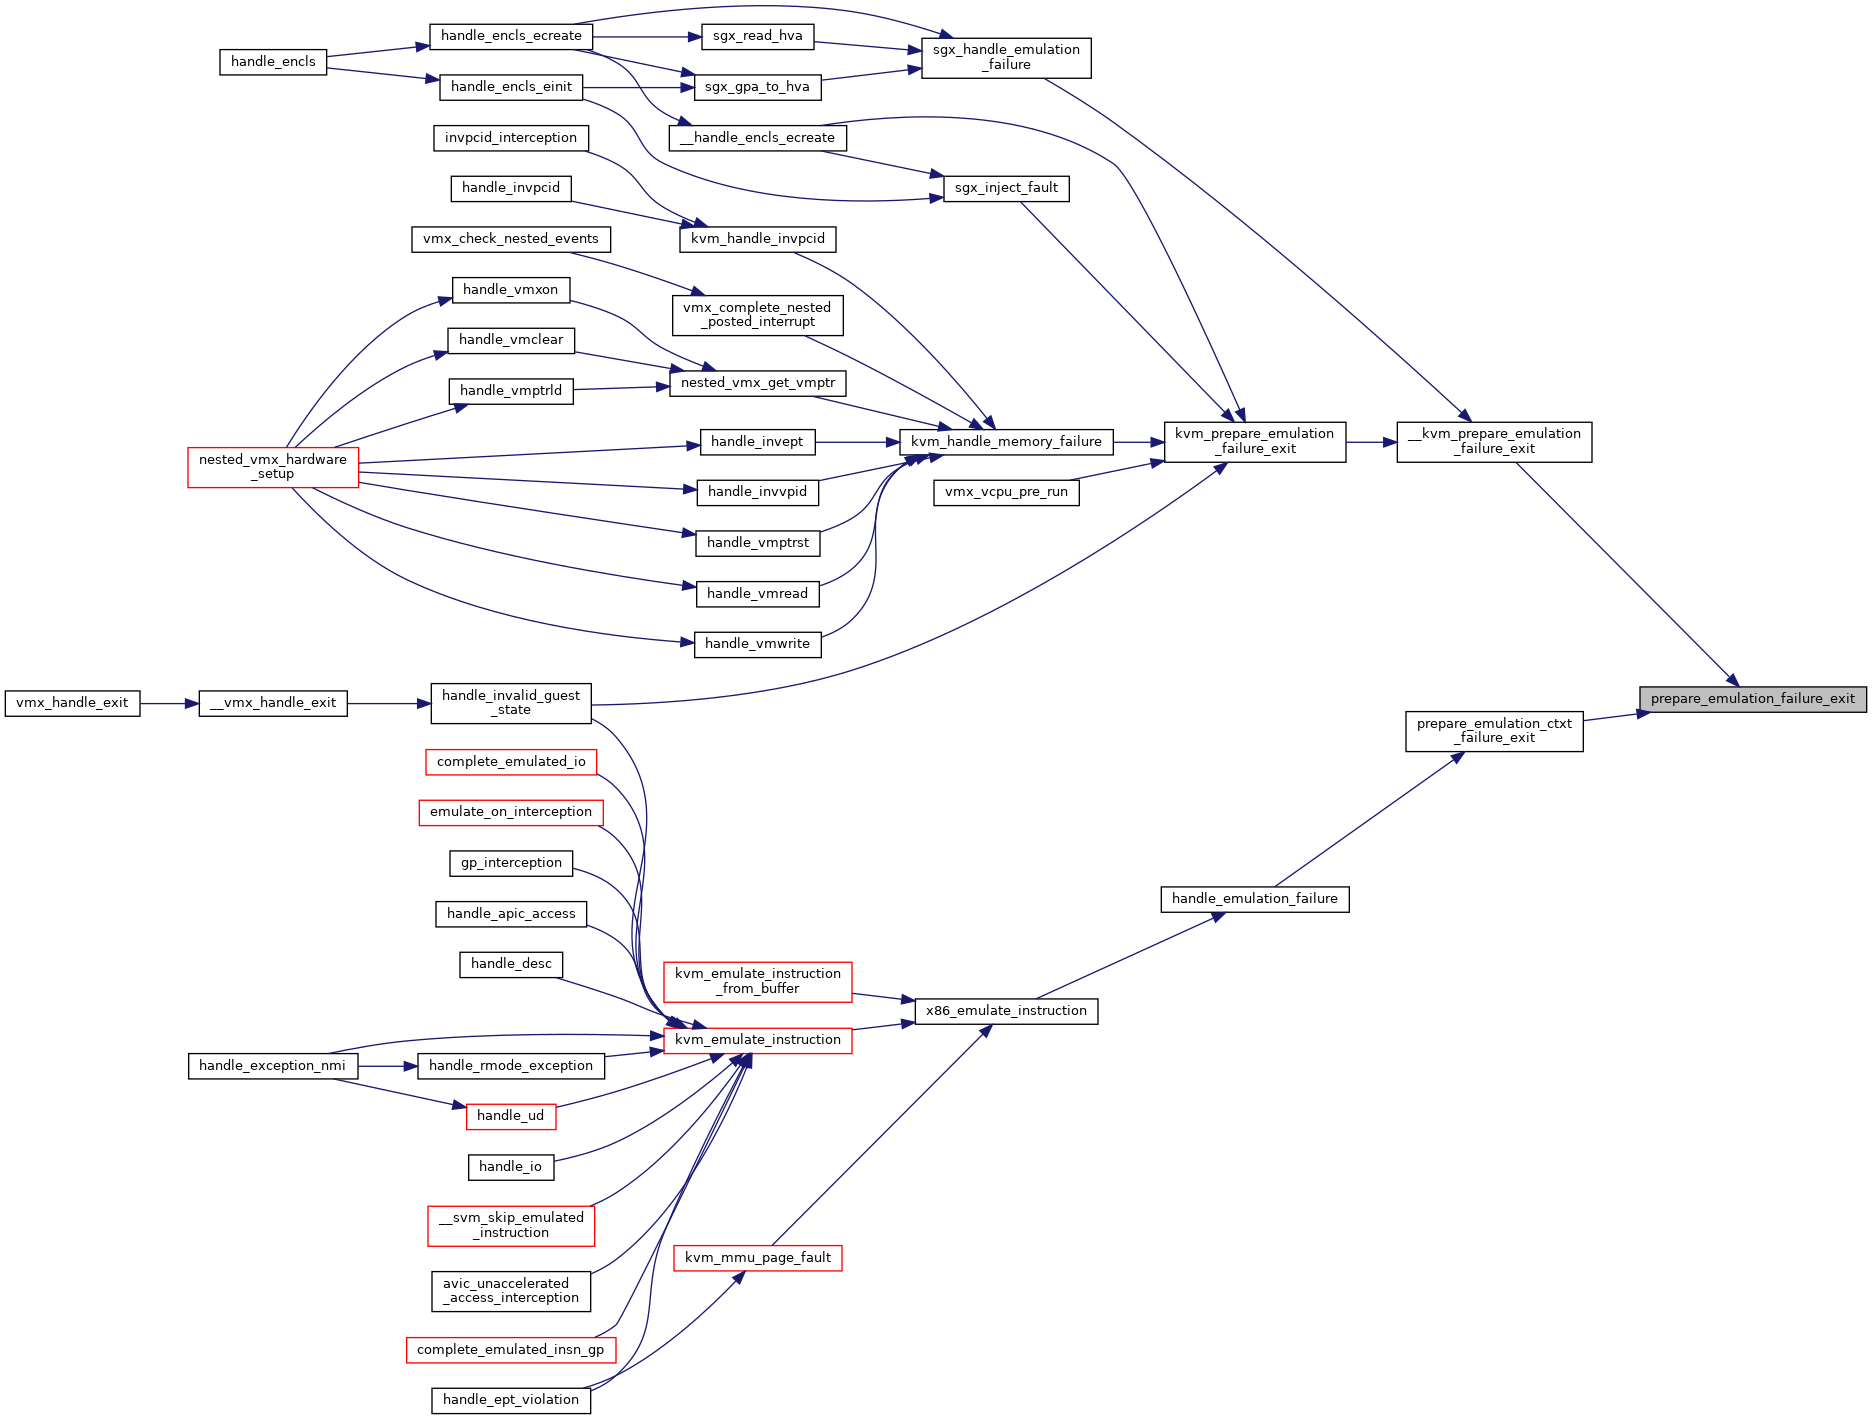 handle_encls
handle_encls_ecreate
handle_encls_einit
sgx_read_hva
sgx_gpa_to_hva
sgx_handle_emulation
_failure
invpcid_interception
__handle_encls_ecreate
handle_invpcid
sgx_inject_fault
vmx_check_nested_events
kvm_handle_invpcid
handle_vmxon
vmx_complete_nested
_posted_interrupt
handle_vmclear
handle_vmptrld
nested_vmx_get_vmptr
nested_vmx_hardware
_setup
handle_invept
kvm_handle_memory_failure
kvm_prepare_emulation
_failure_exit
__kvm_prepare_emulation
_failure_exit
handle_invvpid
vmx_vcpu_pre_run
handle_vmptrst
handle_vmread
handle_vmwrite
vmx_handle_exit
__vmx_handle_exit
handle_invalid_guest
_state
prepare_emulation_failure_exit
prepare_emulation_ctxt
_failure_exit
complete_emulated_io
emulate_on_interception
gp_interception
handle_apic_access
handle_emulation_failure
handle_desc
kvm_emulate_instruction
_from_buffer
x86_emulate_instruction
kvm_emulate_instruction
handle_exception_nmi
handle_rmode_exception
handle_ud
handle_io
__svm_skip_emulated
_instruction
kvm_mmu_page_fault
avic_unaccelerated
_access_interception
complete_emulated_insn_gp
handle_ept_violation